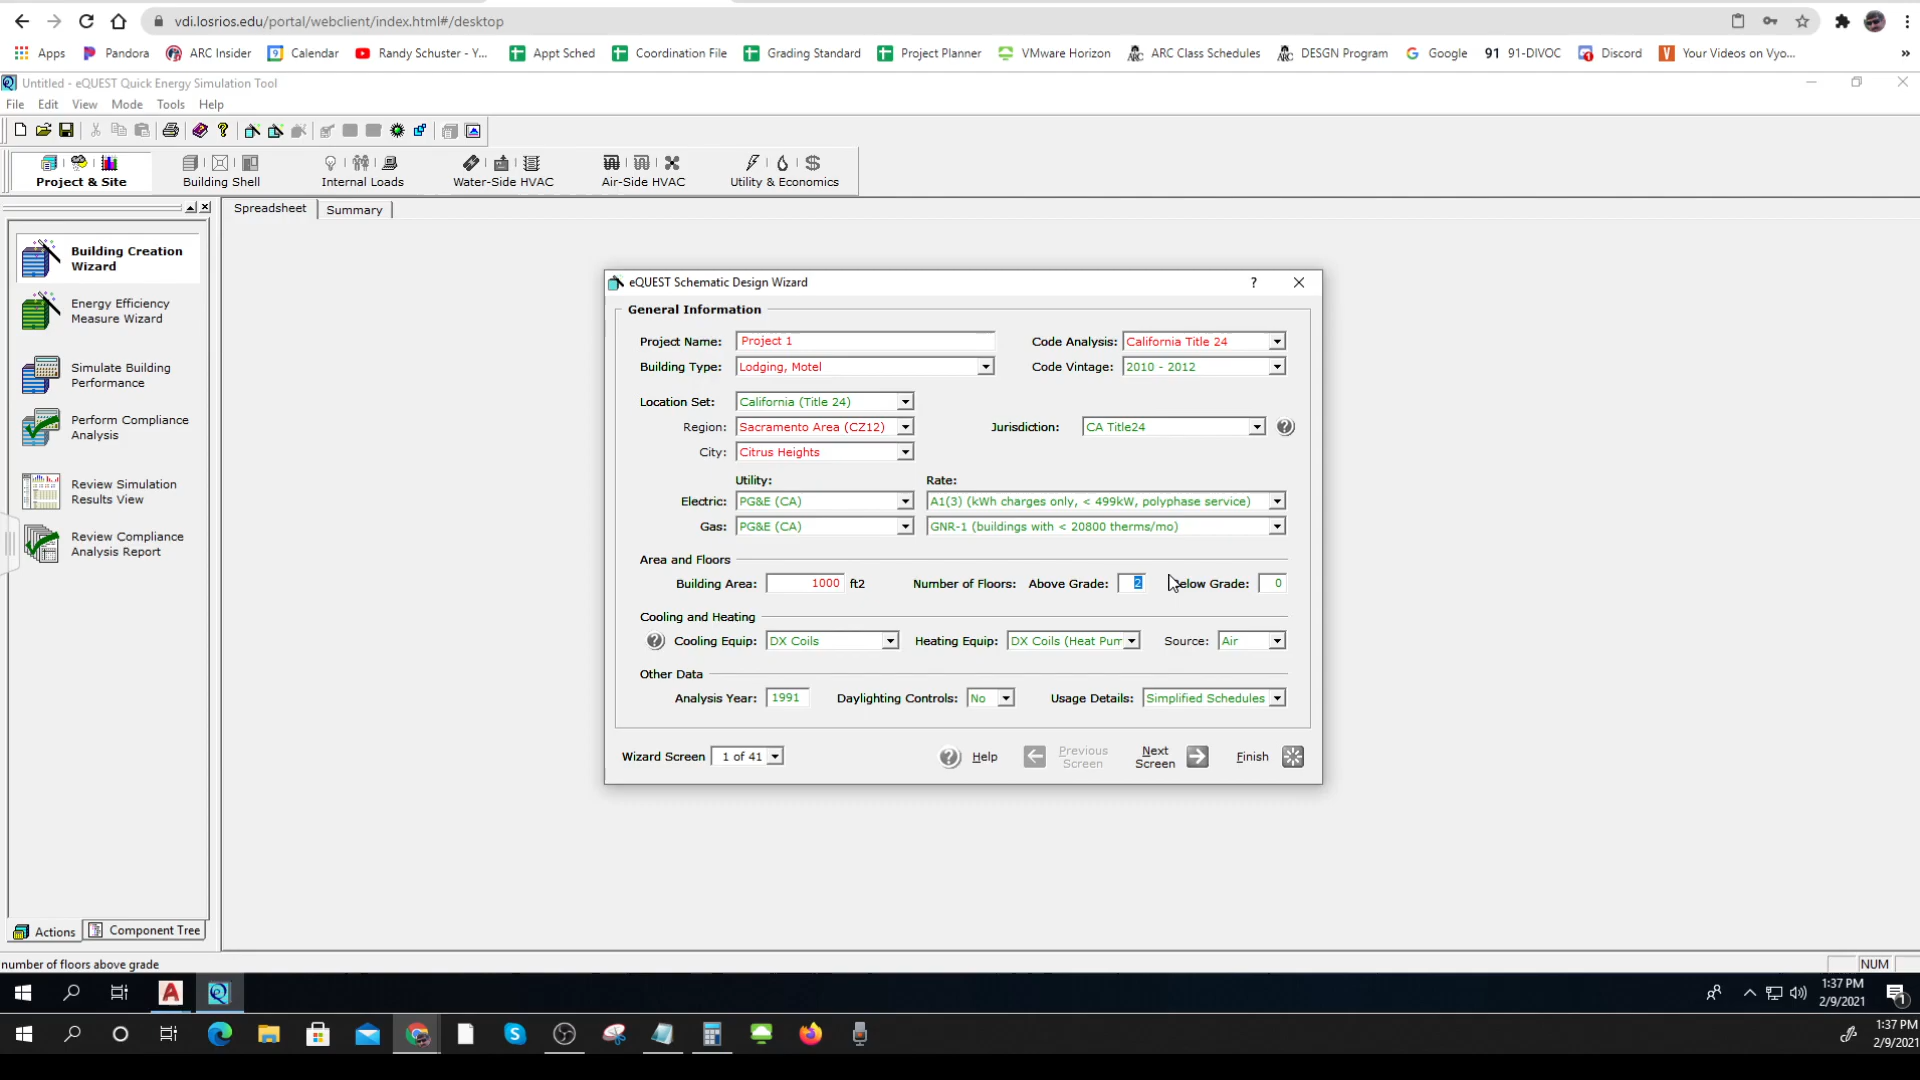 vdi.losrios.edu/portal/webclient/index.html#/desktop
Apps Pandora ARC Insider Calendar Randy Schuster - Y... Appt Sched Coordination File Grading Standard Project Planner VMware Horizon ARC Class Schedules DESGN Program Google 91 91-DIVOC Discord Your Videos on Vyo... »
Untitled - eQUEST Quick Energy Simulation Tool
File Edit View Mode Tools Help
Project & Site Building Shell Internal Loads Water-Side HVAC Air-Side HVAC Utility & Economics
Spreadsheet Summary
Building Creation
Wizard
Energy Efficiency
Measure Wizard
Simulate Building
Performance
Perform Compliance
Analysis
Review Simulation
Results View
Review Compliance
Analysis Report
eQUEST Schematic Design Wizard ?
General Information
Project Name: Project 1 Code Analysis: California Title 24
Building Type: Lodging, Motel Code Vintage: 2010 - 2012
Location Set: California (Title 24)
Region: Sacramento Area (CZ12) Jurisdiction: CA Title24
City: Citrus Heights
Utility: Rate:
Electric: PG&E (CA) A1(3) (kWh charges only, < 499kW, polyphase service)
Gas: PG&E (CA) GNR-1 (buildings with < 20800 therms/mo)
Area and Floors
Building Area: 1000 ft2 Number of Floors: Above Grade: 2 Below Grade: 0
Cooling and Heating
Cooling Equip: DX Coils Heating Equip: DX Coils (Heat Pum Source: Air
Other Data
Analysis Year: 1991 Daylighting Controls: No Usage Details: Simplified Schedules
Wizard Screen 1 of 41 Help Previous Screen Next Screen Finish
Actions Component Tree
number of floors above grade NUM
1:37 PM
2/9/2021
1
1:37 PM
2/9/2021